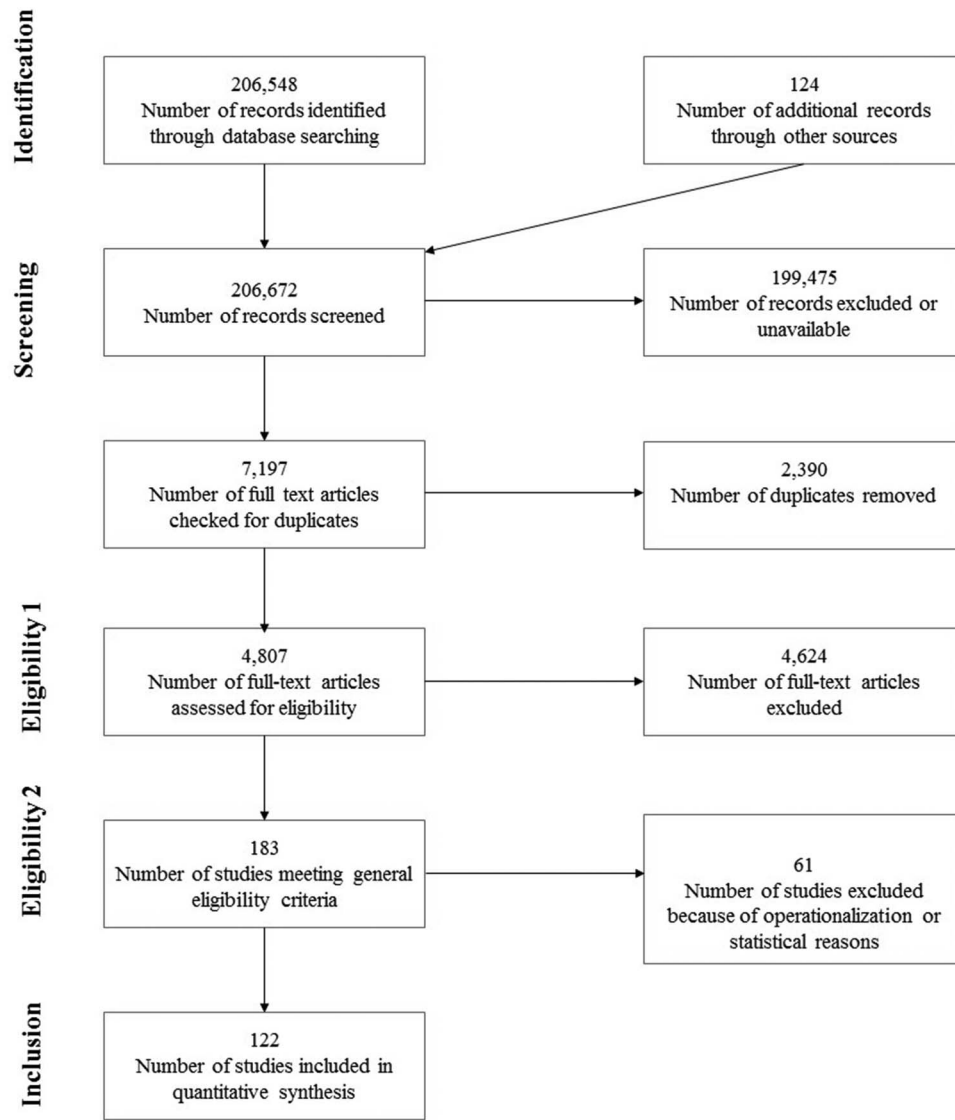 Identification
206,548
Number of records identified
through database searching
124
Number of additional records
through other sources
Screening
206,672
Number of records screened
199,475
Number of records excluded or
unavailable
7,197
Number of full text articles
checked for duplicates
2,390
Number of duplicates removed
Eligibility 1
4,807
Number of full-text articles
assessed for eligibility
4,624
Number of full-text articles
excluded
Eligibility 2
183
Number of studies meeting general
eligibility criteria
61
Number of studies excluded
because of operationalization or
statistical reasons
Inclusion
122
Number of studies included in
quantitative synthesis